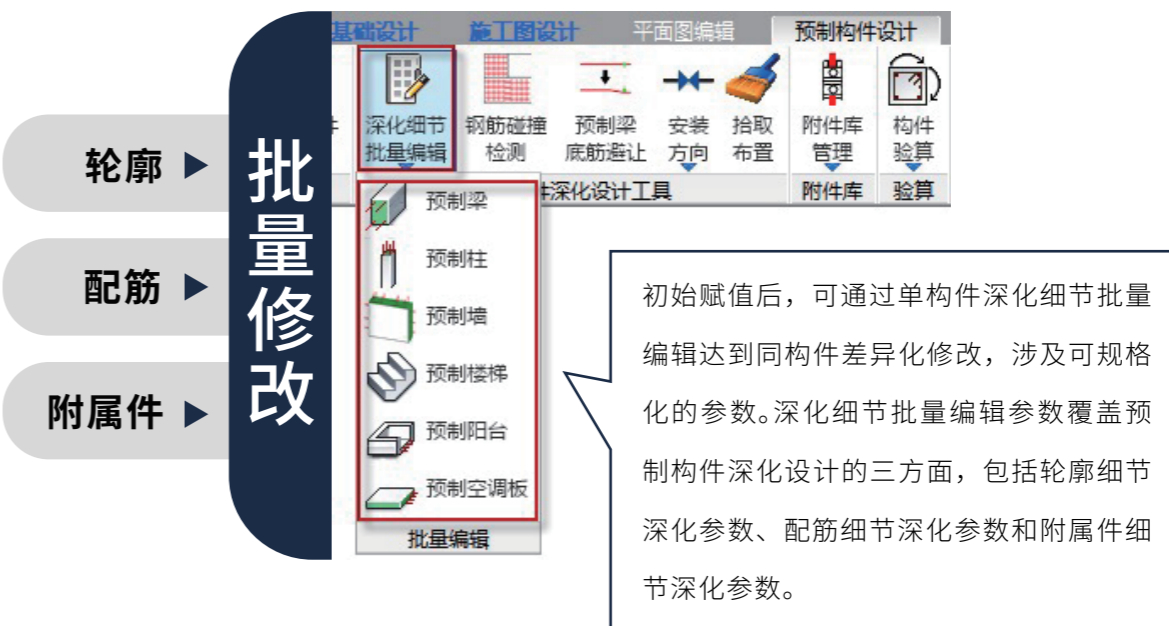 基础设计 施工图设计 平面图编辑 预制构件设计
深化细节 钢筋碰撞 预制梁 安装 拾取 附件库 构件
批量编辑 检测 底筋避让 方向 布置 管理 验算
件深化设计工具 附件库 验算
预制梁
预制柱
预制墙
预制楼梯
预制阳台
预制空调板
批量编辑
轮廓
配筋
附属件
批量修改
初始赋值后，可通过单构件深化细节批量
编辑达到同构件差异化修改，涉及可规格
化的参数。深化细节批量编辑参数覆盖预
制构件深化设计的三方面，包括轮廓细节
深化参数、配筋细节深化参数和附属件细
节深化参数。